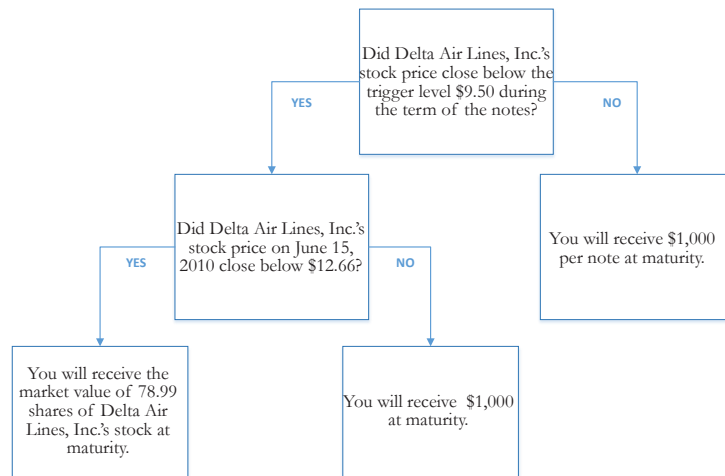 Did Delta Air Lines, Inc.'s
stock price close below the
trigger level $9.50 during
the term of the notes?
YES
NO
Did Delta Air Lines, Inc.'s
stock price on June 15,
2010 close below $12.66?
You will receive $1,000
per note at maturity.
YES
NO
You will receive the
market value of 78.99
shares of Delta Air
Lines, Inc.'s stock at
maturity.
You will receive $1,000
at maturity.